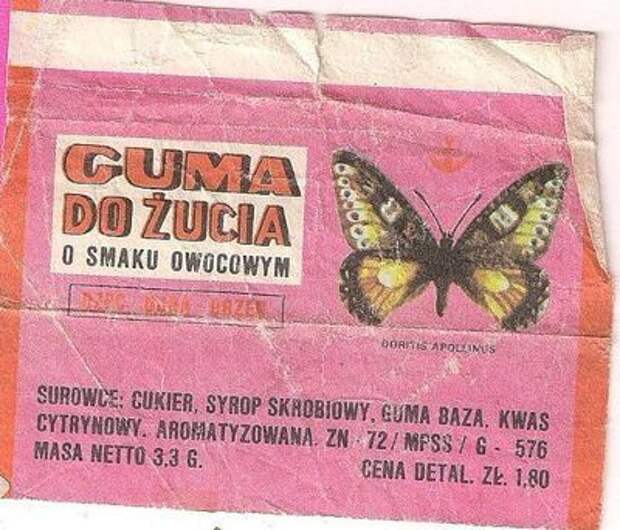 GUMA
DO ŻUCIA
O SMAKU OWOCOWYM
DORITIS APOLLINUS
SUROWCE: CUKIER, SYROP SKROBIOWY, GUMA BAZA, KWAS
CYTRYNOWY. AROMATYZOWANA. ZN - 72 / MPSS / G - 576
MASA NETTO 3,3 G.
CENA DETAL. ZŁ. 1,80